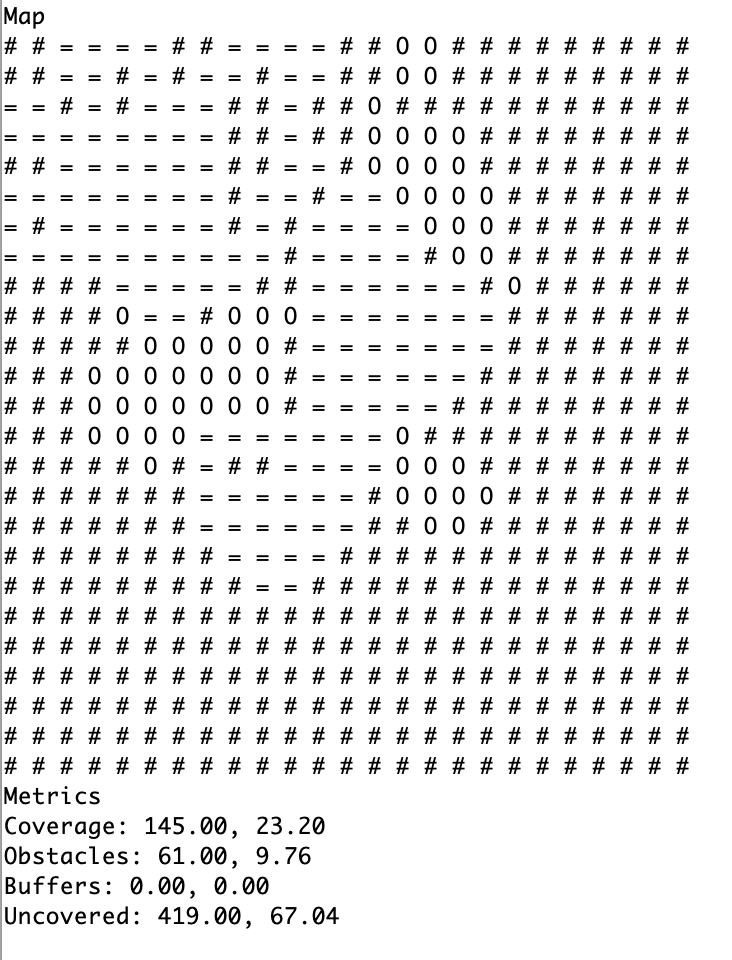 Map
# # = = = = # # = = = = # # O O # # # # # # # # #
# # = = # = # = = # = = # # O O # # # # # # # # #
= = # = # = = = # # = # # O # # # # # # # # # # #
= = = = = = = = # # = # # O O O O # # # # # # # #
# # = = = = = = # # = = # O O O O # # # # # # # #
= = = = = = = = # = = # = = O O O O # # # # # # #
= # = = = = = = # = # = = = = O O O # # # # # # #
= = = = = = = = = = # = = = = # O O # # # # # # #
# # # # = = = = = # # = = = = = = # O # # # # # #
# # # # O = = # O O O = = = = = = = # # # # # # #
# # # # # O O O O O # = = = = = = = # # # # # # #
# # # O O O O O O O # = = = = = = # # # # # # # #
# # # O O O O O O O # = = = = = # # # # # # # # #
# # # O O O O = = = = = = = O # # # # # # # # # #
# # # # # O # = # # = = = = O O O # # # # # # # #
# # # # # # # = = = = = = # O O O O # # # # # # #
# # # # # # # = = = = = = # # O O # # # # # # # #
# # # # # # # # = = = = # # # # # # # # # # # # #
# # # # # # # # # = = # # # # # # # # # # # # # #
# # # # # # # # # # # # # # # # # # # # # # # # #
# # # # # # # # # # # # # # # # # # # # # # # # #
# # # # # # # # # # # # # # # # # # # # # # # # #
# # # # # # # # # # # # # # # # # # # # # # # # #
# # # # # # # # # # # # # # # # # # # # # # # # #
# # # # # # # # # # # # # # # # # # # # # # # # #
Metrics
Coverage: 145.00, 23.20
Obstacles: 61.00, 9.76
Buffers: 0.00, 0.00
Uncovered: 419.00, 67.04